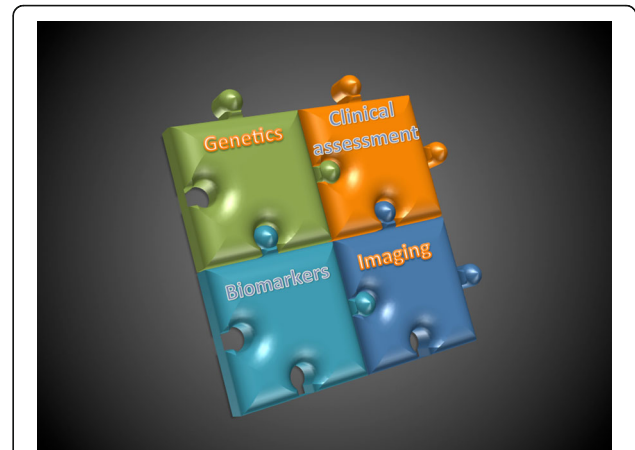 Genetics
Clinical
assessment
Biomarkers
Imaging